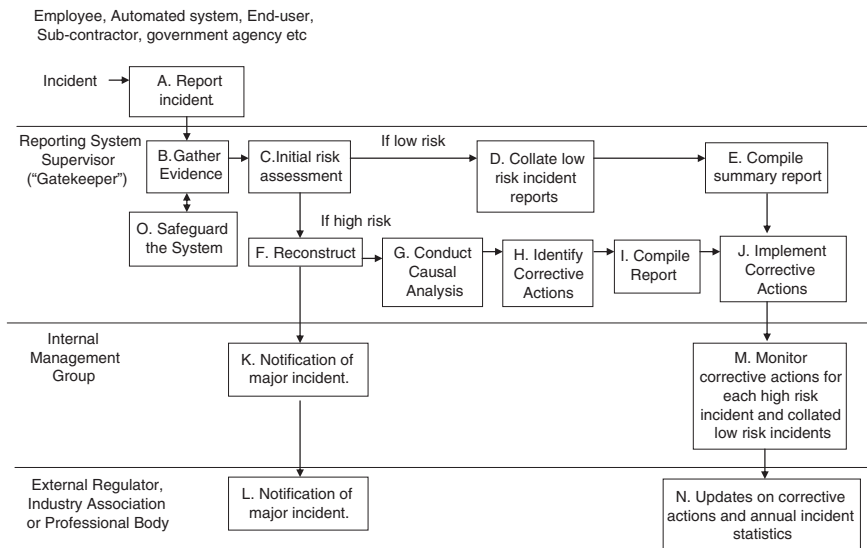 Employee, Automated system, End-user,
Sub-contractor, government agency etc
Incident
A. Report
incident.
Reporting System
Supervisor
(“Gatekeeper”)
B.Gather
Evidence
C.Initial risk
assessment
If low risk
D. Collate low
risk incident
reports
E. Compile
summary report
O. Safeguard
the System
If high risk
F. Reconstruct
G. Conduct
Causal
Analysis
H. Identify
Corrective
Actions
I. Compile
Report
J. Implement
Corrective
Actions
Internal
Management
Group
K. Notification of
major incident.
M. Monitor
corrective actions for
each high risk
incident and collated
low risk incidents
External Regulator,
Industry Association
or Professional Body
L. Notification of
major incident.
N. Updates on corrective
actions and annual incident
statistics